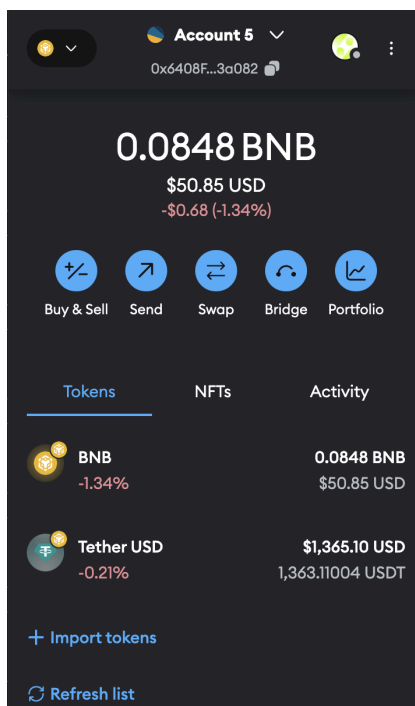 Account 5
0x6408F...3a082
0.0848 BNB
$50.85 USD
-$0.68 (-1.34%)
Buy & Sell
Send
Swap
Bridge
Portfolio
Tokens
NFTs
Activity
BNB
0.0848 BNB
-1.34%
$50.85 USD
Tether USD
$1,365.10 USD
-0.21%
1,363.11004 USDT
+ Import tokens
Refresh list